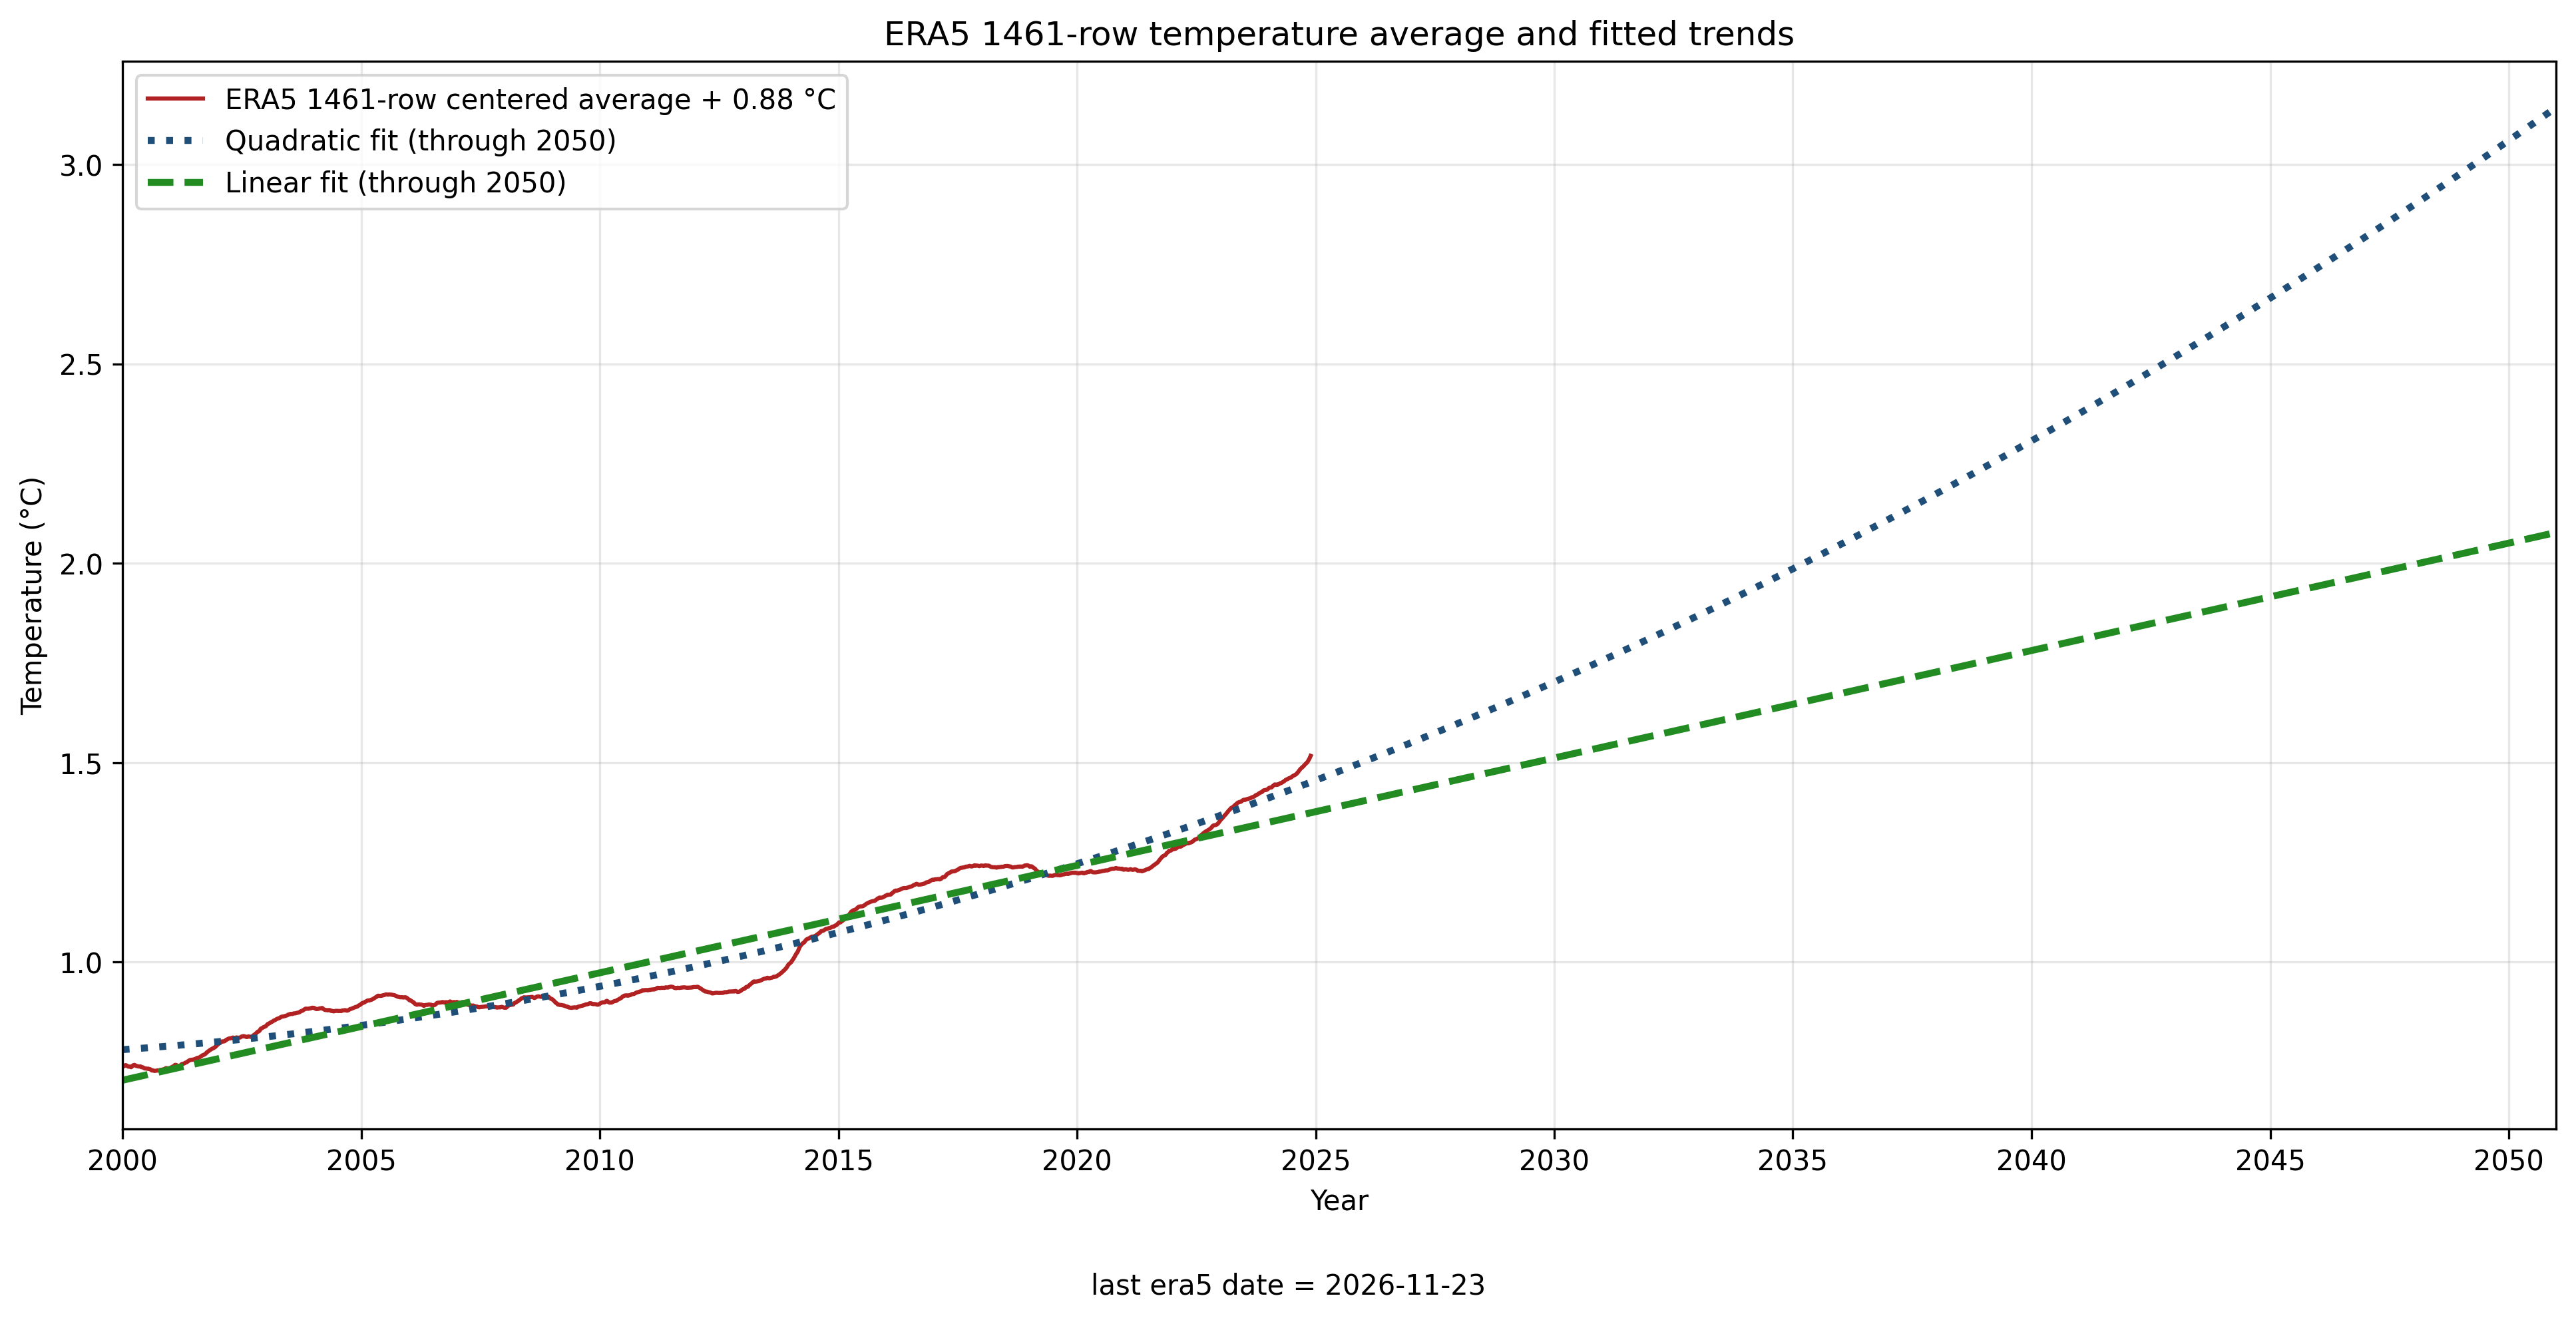 ERA5 1461-row temperature average and fitted trends
ERA5 1461-row centered average + 0.88 °C
Quadratic fit (through 2050)
Linear fit (through 2050)
Temperature (°C)
3.0
2.5
2.0
1.5
1.0
2000 2005 2010 2015 2020 2025 2030 2035 2040 2045 2050
Year
last era5 date = 2026-11-23